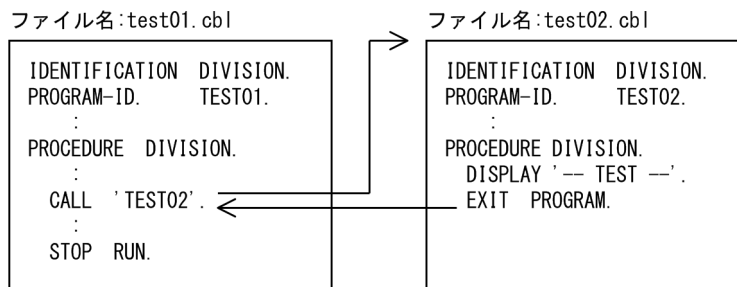 ファイル名:test01.cbl
IDENTIFICATION DIVISION.
PROGRAM-ID. TEST01.
:
PROCEDURE DIVISION.
:
CALL 'TEST02'.
:
STOP RUN.
ファイル名:test02.cbl
IDENTIFICATION DIVISION.
PROGRAM-ID. TEST02.
:
PROCEDURE DIVISION.
DISPLAY '-- TEST --'.
EXIT PROGRAM.